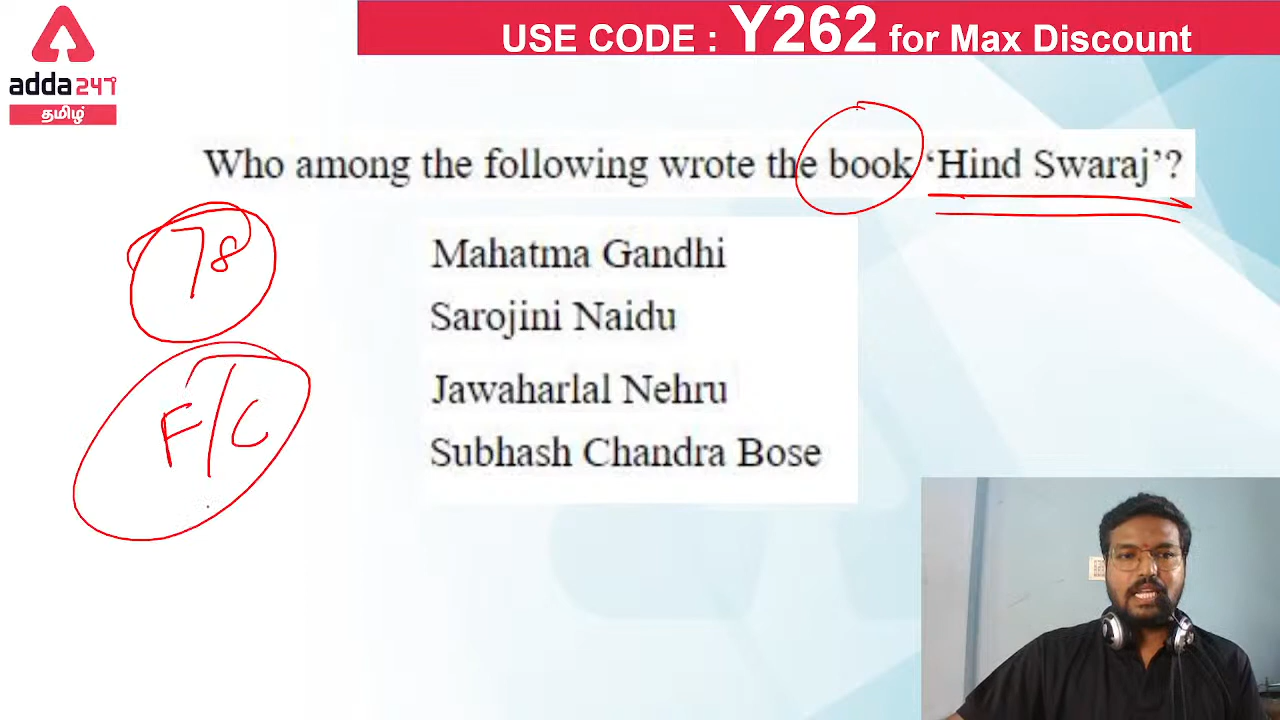 USE CODE : Y262 for Max Discount
adda247
தமிழ்
Who among the following wrote the book ‘Hind Swaraj’?
78
F/C
Mahatma Gandhi
Sarojini Naidu
Jawaharlal Nehru
Subhash Chandra Bose